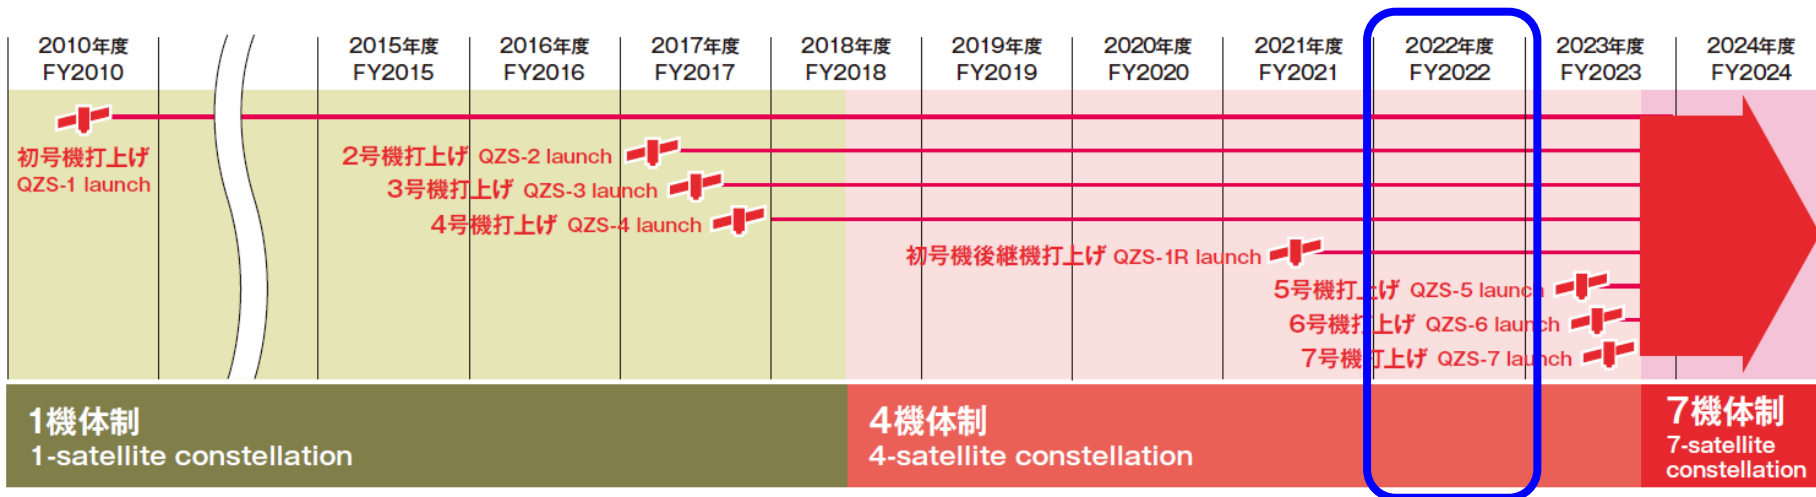 2010年度
FY2010
2015年度
FY2015
2016年度
FY2016
2017年度
FY2017
2018年度
FY2018
2019年度
FY2019
2020年度
FY2020
2021年度
FY2021
2022年度
FY2022
2023年度
FY2023
2024年度
FY2024
初号機打上げ
QZS-1 launch
2号機打上げ QZS-2 launch
3号機打上げ QZS-3 launch
4号機打上げ QZS-4 launch
初号機後継機打上げ QZS-1R launch
5号機打上げ QZS-5 launch
6号機打上げ QZS-6 launch
7号機打上げ QZS-7 launch
1機体制
1-satellite constellation
4機体制
4-satellite constellation
7機体制
7-satellite
constellation